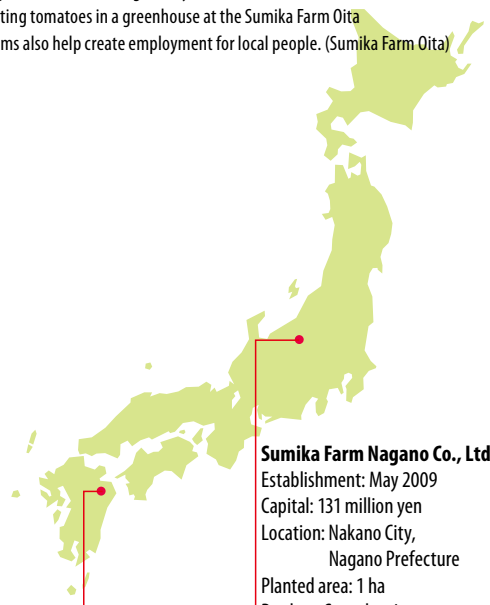 ting tomatoes in a greenhouse at the Sumika Farm Oita
ms also help create employment for local people. (Sumika Farm Oita)
Sumika Farm Nagano Co., Ltd
Establishment: May 2009
Capital: 131 million yen
Location: Nakano City,
Nagano Prefecture
Planted area: 1 ha